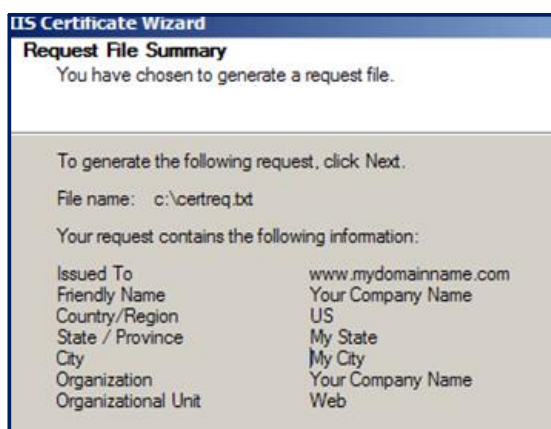 IIS Certificate Wizard
Request File Summary
You have chosen to generate a request file.
To generate the following request, click Next.
File name: c:\certreq.txt
Your request contains the following information:
Issued To www.mydomainname.com
Friendly Name Your Company Name
Country/Region US
State / Province My State
City My City
Organization Your Company Name
Organizational Unit Web